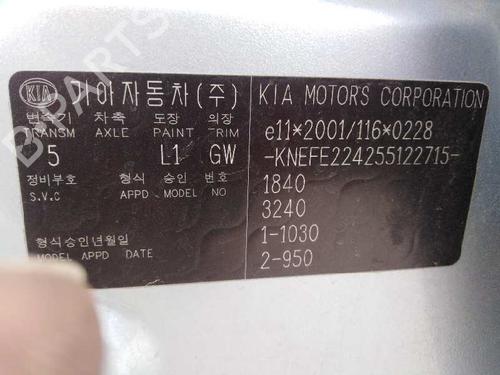 KIA 기아자동차(주)
변속기 차축 도장 의장
TRANSM AXLE PAINT TRIM
5 L1 GW
정비부호 형식 승인 번호
S.V.C APPD MODEL NO
형식승인년월일
MODEL APPD DATE
KIA MOTORS CORPORATION
e11*2001/116*0228
-KNEFE224255122715-
1840
3240
1-1030
2-950